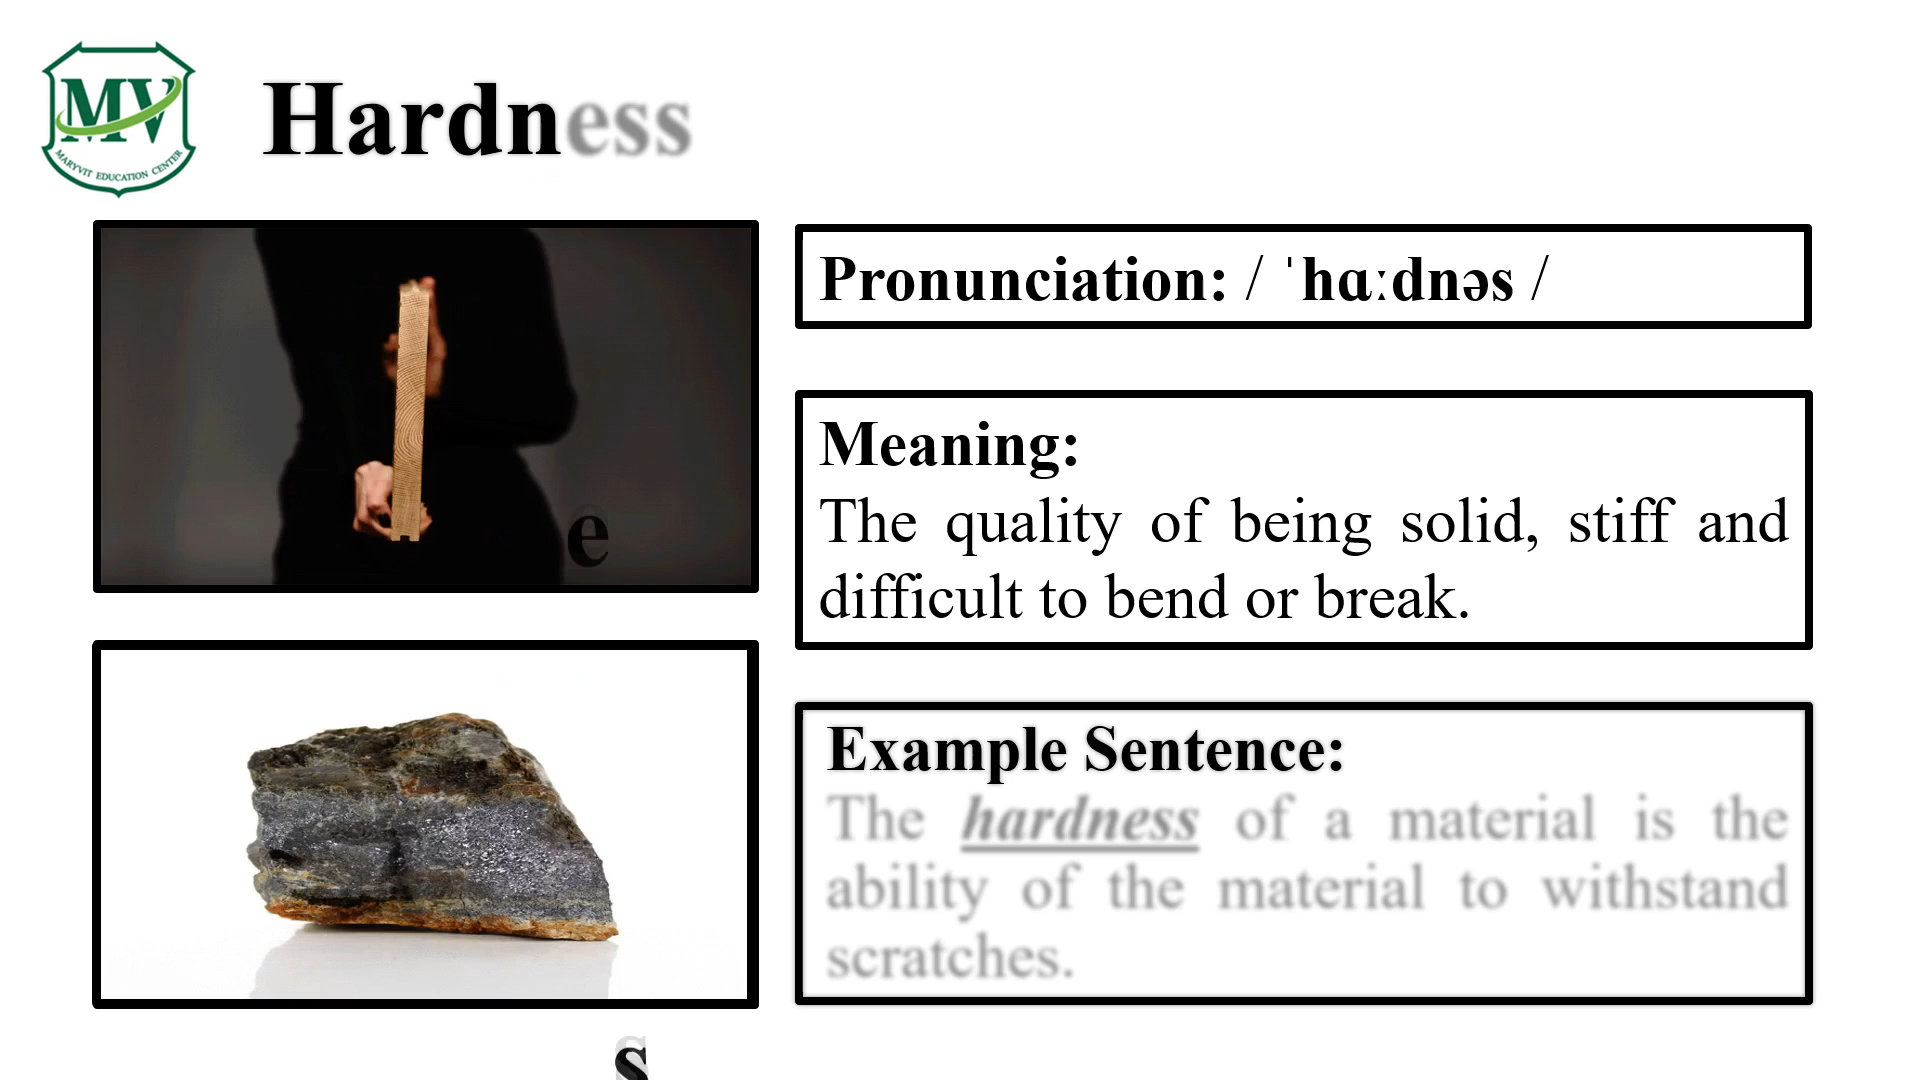 MV
MARYVIT EDUCATION CENTER
Hardness
Pronunciation: / ˈhɑːdnəs /
Meaning:
The quality of being solid, stiff and
difficult to bend or break.
e
Example Sentence:
The hardness of a material is the
ability of the material to withstand
scratches.
s